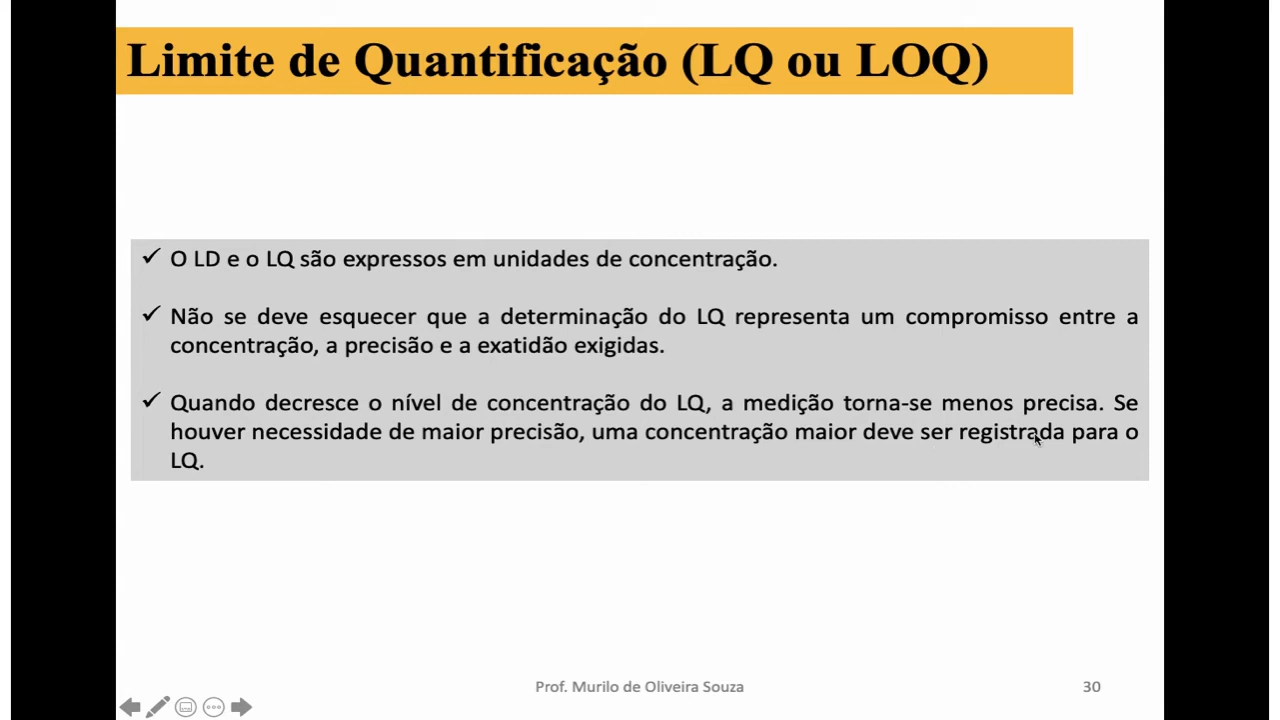 Limite de Quantificação (LQ ou LOQ)
✓ O LD e o LQ são expressos em unidades de concentração.
✓ Não se deve esquecer que a determinação do LQ representa um compromisso entre a
concentração, a precisão e a exatidão exigidas.
✓ Quando decresce o nível de concentração do LQ, a medição torna-se menos precisa. Se
houver necessidade de maior precisão, uma concentração maior deve ser registrada para o
LQ.
Prof. Murilo de Oliveira Souza
30